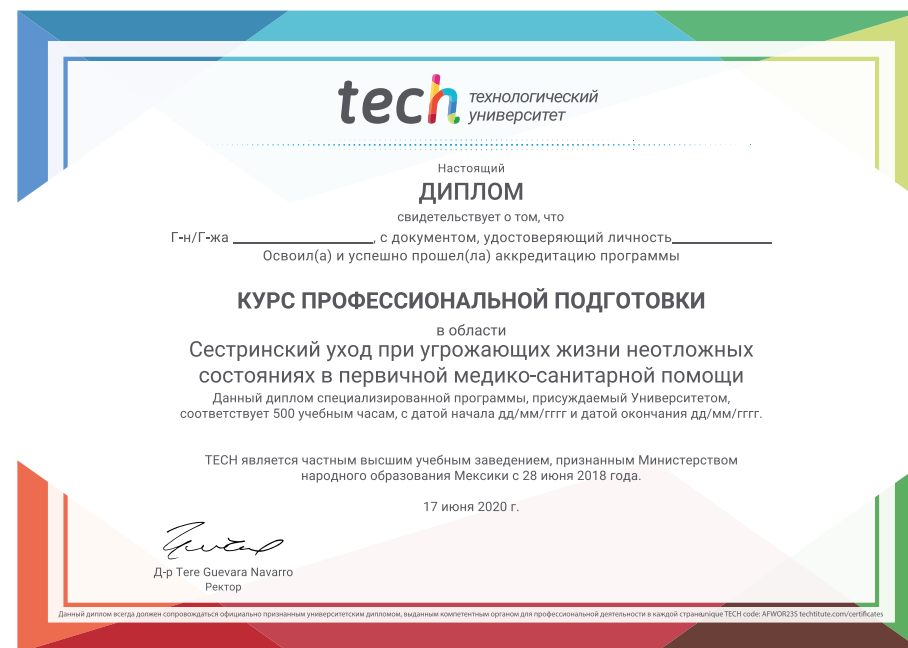 tech технологический
университет
Настоящий
ДИПЛОМ
свидетельствует о том, что
Г-н/Г-жа ____________________, с документом, удостоверяющий личность______________
Освоил(а) и успешно прошел(ла) аккредитацию программы
КУРС ПРОФЕССИОНАЛЬНОЙ ПОДГОТОВКИ
в области
Сестринский уход при угрожающих жизни неотложных
состояниях в первичной медико-санитарной помощи
Данный диплом специализированной программы, присуждаемый Университетом,
соответствует 500 учебным часам, с датой начала дд/мм/гггг и датой окончания дд/мм/гггг.
TECH является частным высшим учебным заведением, признанным Министерством
народного образования Мексики с 28 июня 2018 года.
17 июня 2020 г.
Д-р Tere Guevara Navarro
Ректор
Данный диплом всегда должен сопровождаться официально признанным университетским дипломом, выданным компетентным органом для профессиональной деятельности в каждой стране unique TECH code: AFWOR23S techtitute.com/certificates